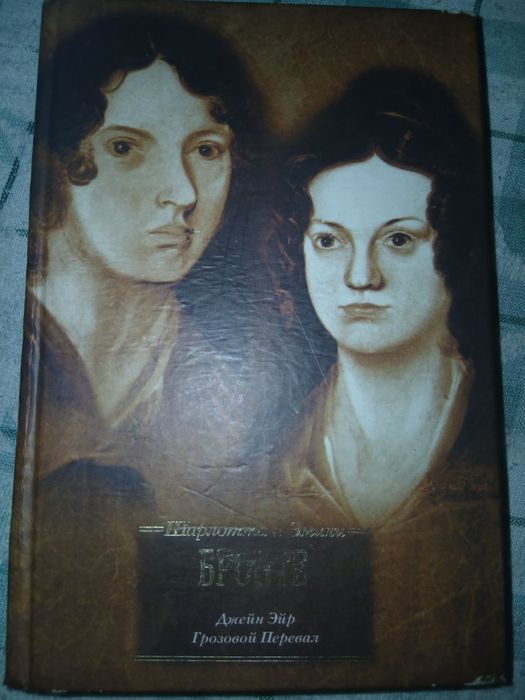 Шарлотта и Эмили
БРОНТЕ
Джейн Эйр
Грозовой Перевал